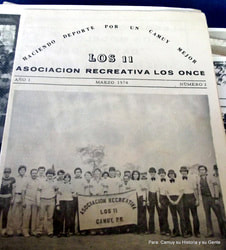 HACIENDO DEPORTE POR UN CAMUY MEJOR
LOS 11
ASOCIACION RECREATIVA LOS ONCE
AÑO 1 MARZO 1974 NÚMERO 1
ASOCIACION RECREATIVA
LOS 11
CAMUY, P.R.
Para: Camuy su Historia y su Gente